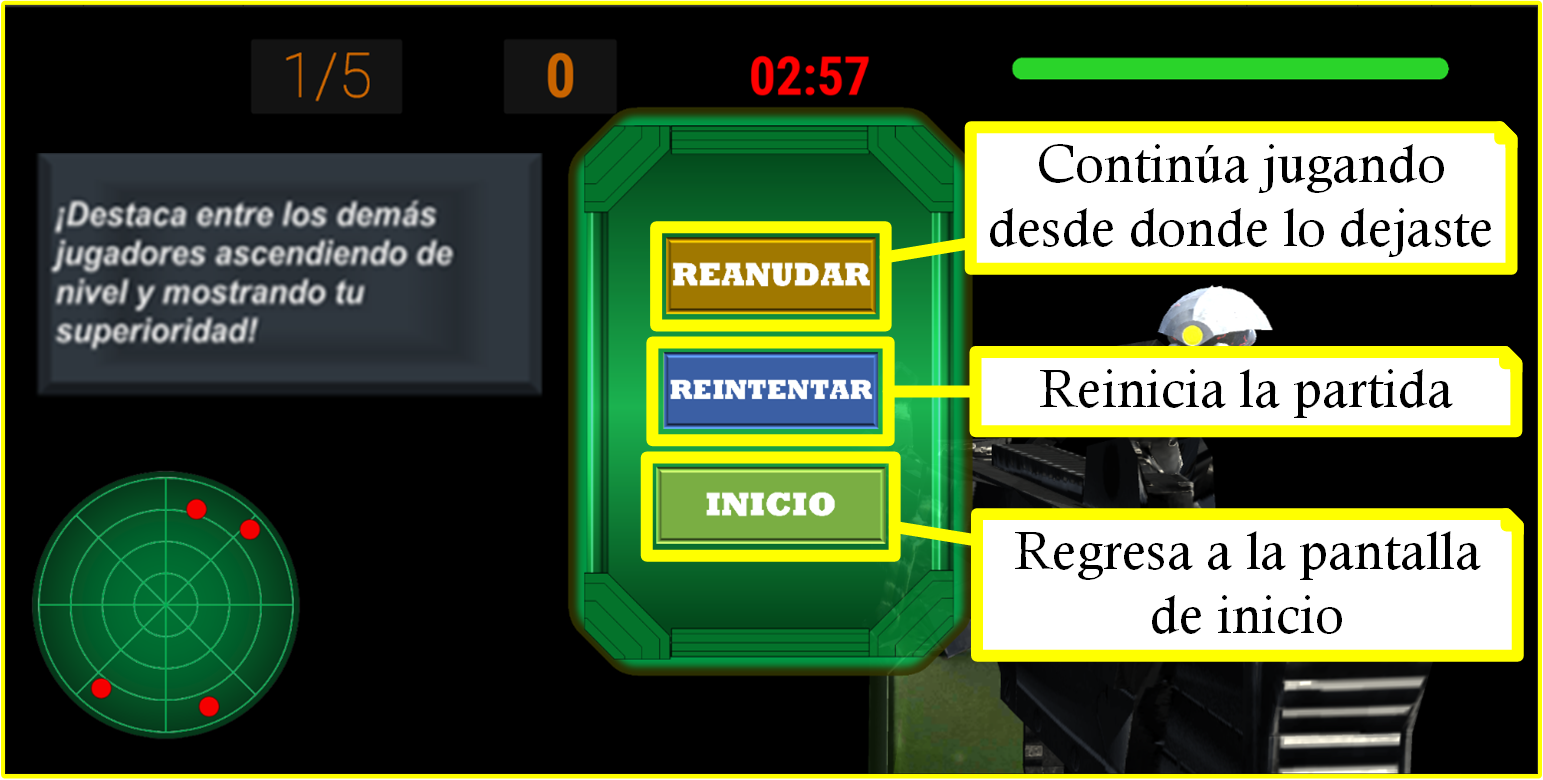 1/5
0
02:57
¡Destaca entre los demás
jugadores ascendiendo de
nivel y mostrando tu
superioridad!
REANUDAR
Continúa jugando
desde donde lo dejaste
REINTENTAR
Reinicia la partida
INICIO
Regresa a la pantalla
de inicio